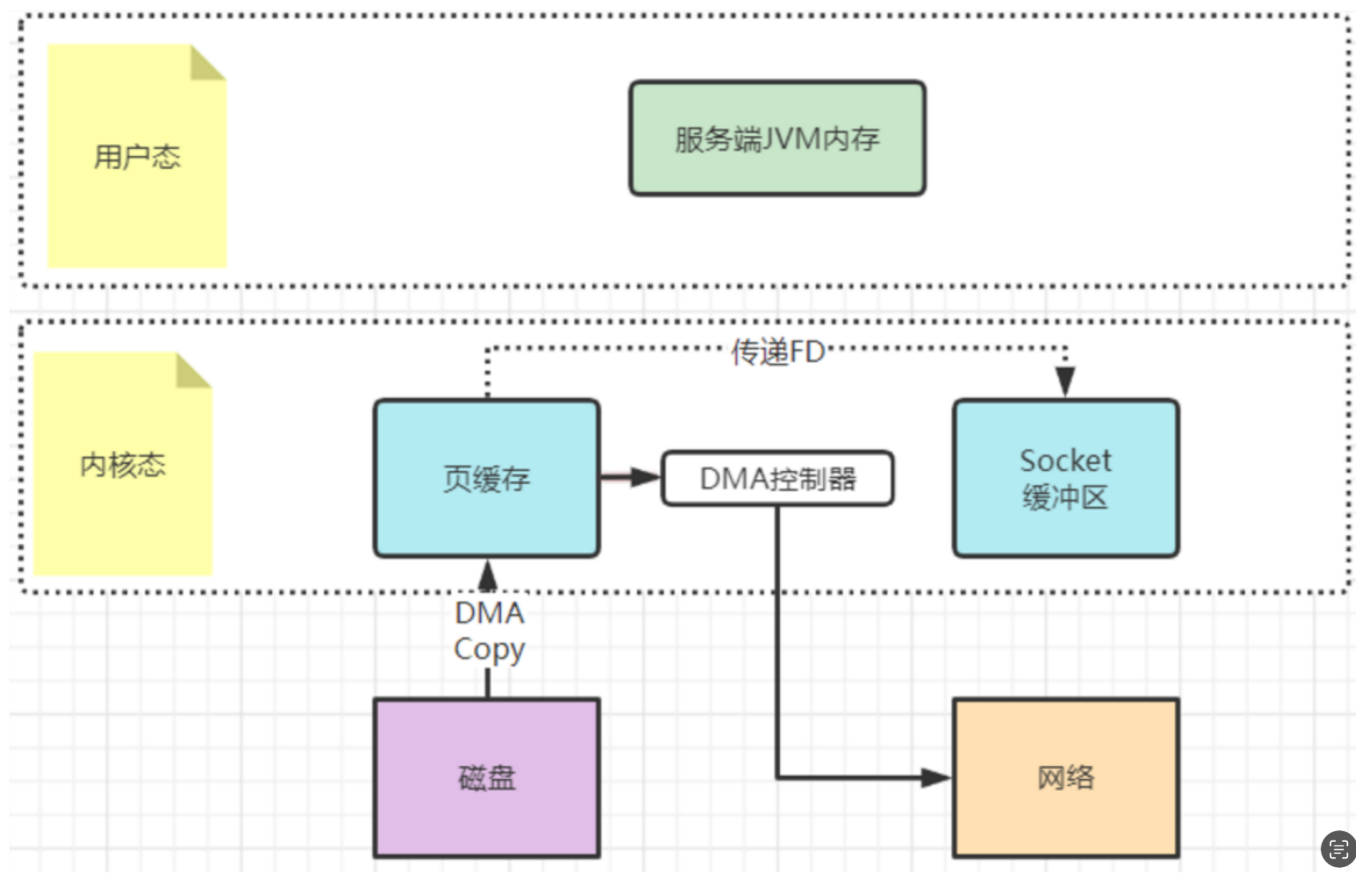 用户态
服务端JVM内存
传递FD
内核态
页缓存
DMA控制器
Socket
缓冲区
DMA
Copy
磁盘
网络